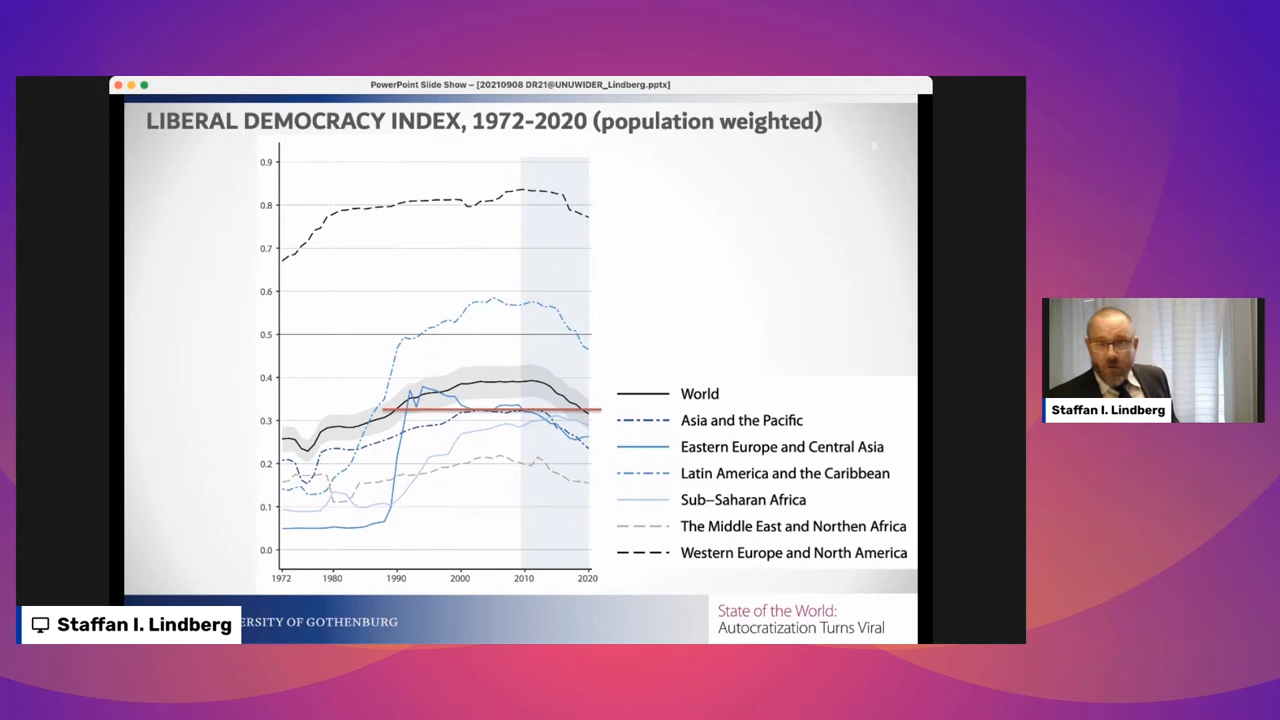 PowerPoint Slide Show – [20210908 DR21@UNUWIDER_Lindberg.pptx]
LIBERAL DEMOCRACY INDEX, 1972-2020 (population weighted)
5
0.9
0.8
0.7
0.6
0.5
0.4
0.3
0.2
0.1
0.0
1972
1980
1990
2000
2010
2020
World
Asia and the Pacific
Eastern Europe and Central Asia
Latin America and the Caribbean
Sub–Saharan Africa
The Middle East and Northen Africa
Western Europe and North America
Staffan I. Lindberg
Staffan I. Lindberg
ERSITY OF GOTHENBURG
State of the World:
Autocratization Turns Viral